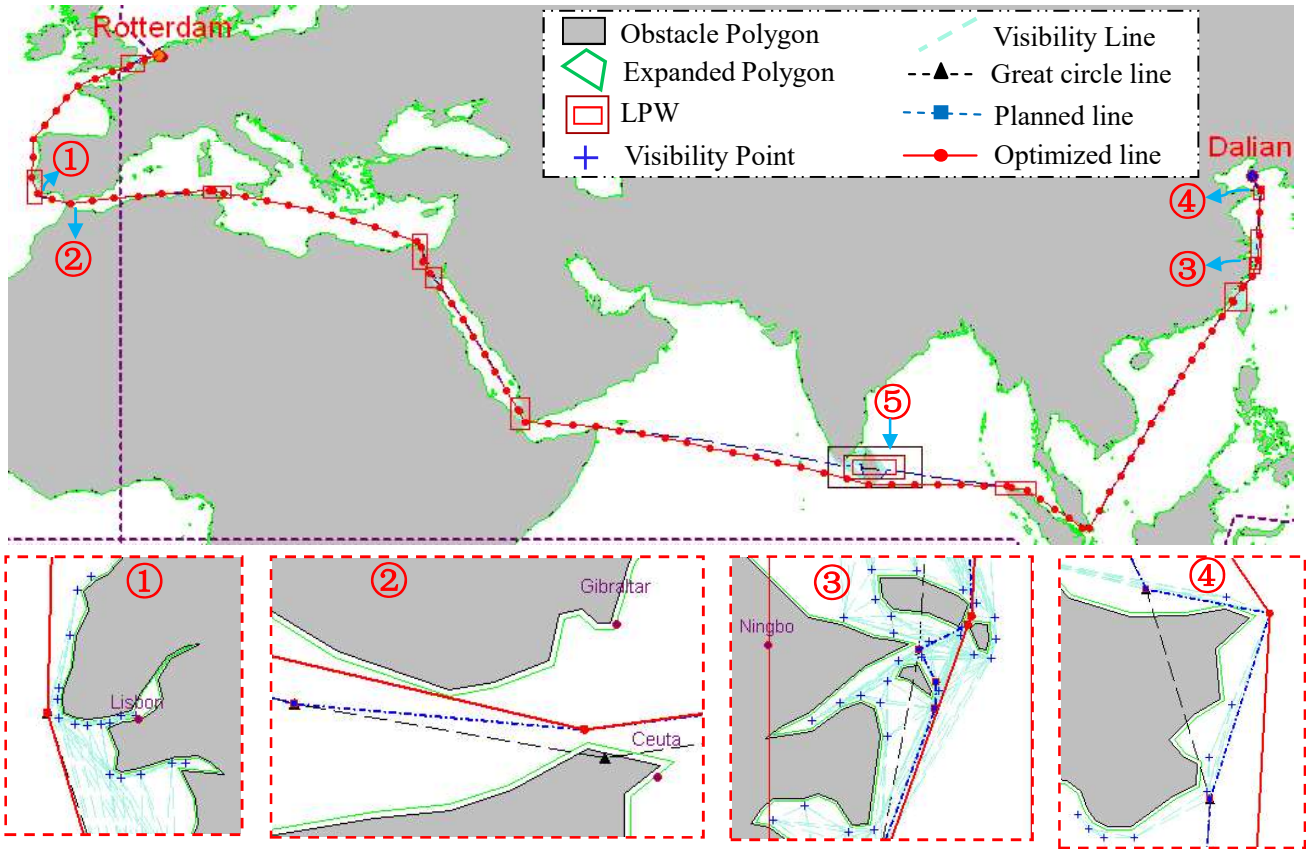 Rotterdam
Obstacle Polygon
Expanded Polygon
LPW
Visibility Point
Visibility Line
Great circle line
Planned line
Optimized line
Dalian
①
②
③
④
⑤
①
Lisbon
②
Gibraltar
Ceuta
③
Ningbo
④